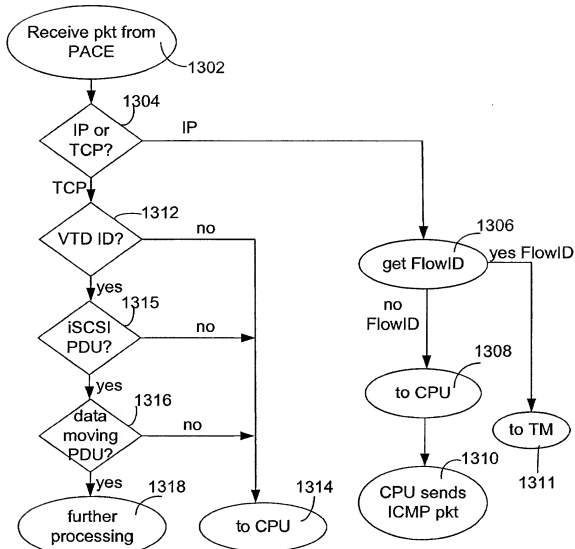 Receive pkt from
PACE
1302
1304
IP or
TCP?
IP
TCP
1312
VTD ID?
no
yes
1306
get FlowID
yes FlowID
no
FlowID
1315
iSCSI
PDU?
no
yes
1308
to CPU
1316
data
moving
PDU?
no
yes
to TM
1311
1310
CPU sends
ICMP pkt
1318
further
processing
1314
to CPU